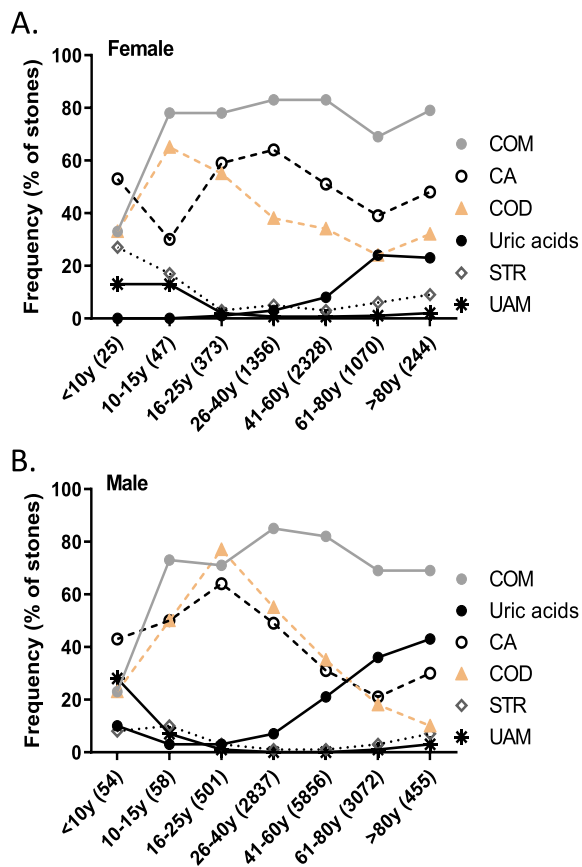 A.
Female
Frequency (% of stones)
100
80
60
40
20
0
<10y (25)
10-15y (47)
16-25y (373)
26-40y (1356)
41-60y (2328)
61-80y (1070)
>80y (244)
COM
CA
COD
Uric acids
STR
UAM
B.
Male
Frequency (% of stones)
100
80
60
40
20
0
<10y (54)
10-15y (58)
16-25y (501)
26-40y (2837)
41-60y (5856)
61-80y (3072)
>80y (455)
COM
Uric acids
CA
COD
STR
UAM